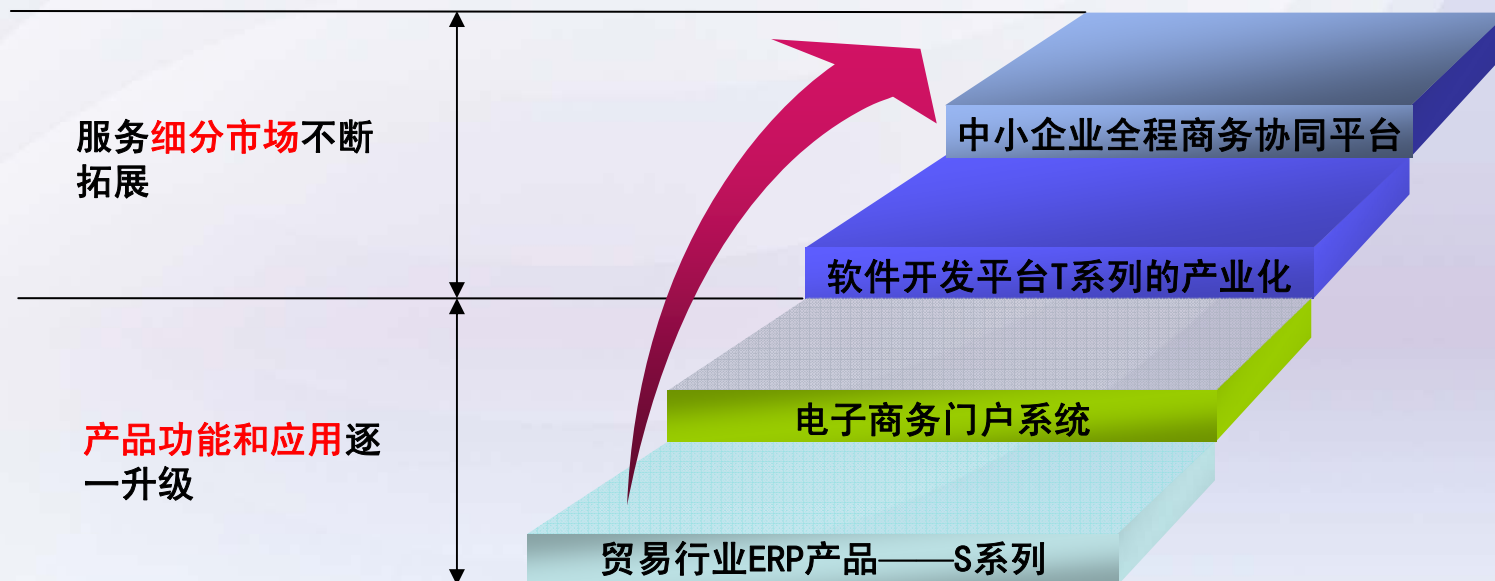 服务细分市场不断
拓展
中小企业全程商务协同平台
软件开发平台T系列的产业化
产品功能和应用逐
一升级
电子商务门户系统
贸易行业ERP产品——S系列